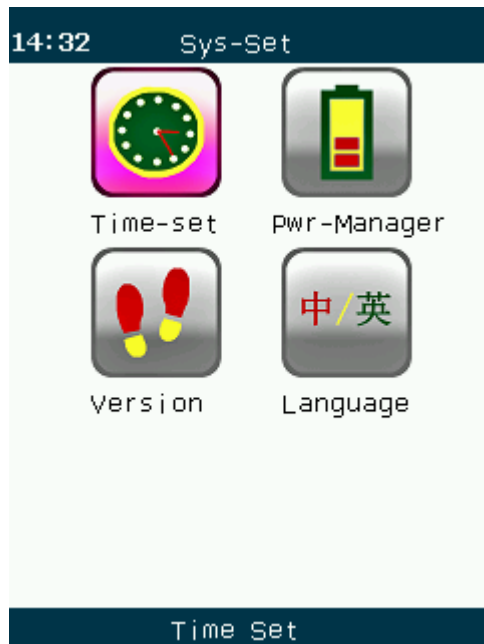 14:32 Sys-Set
Time-set Pwr-Manager
中/英
Version Language
Time Set